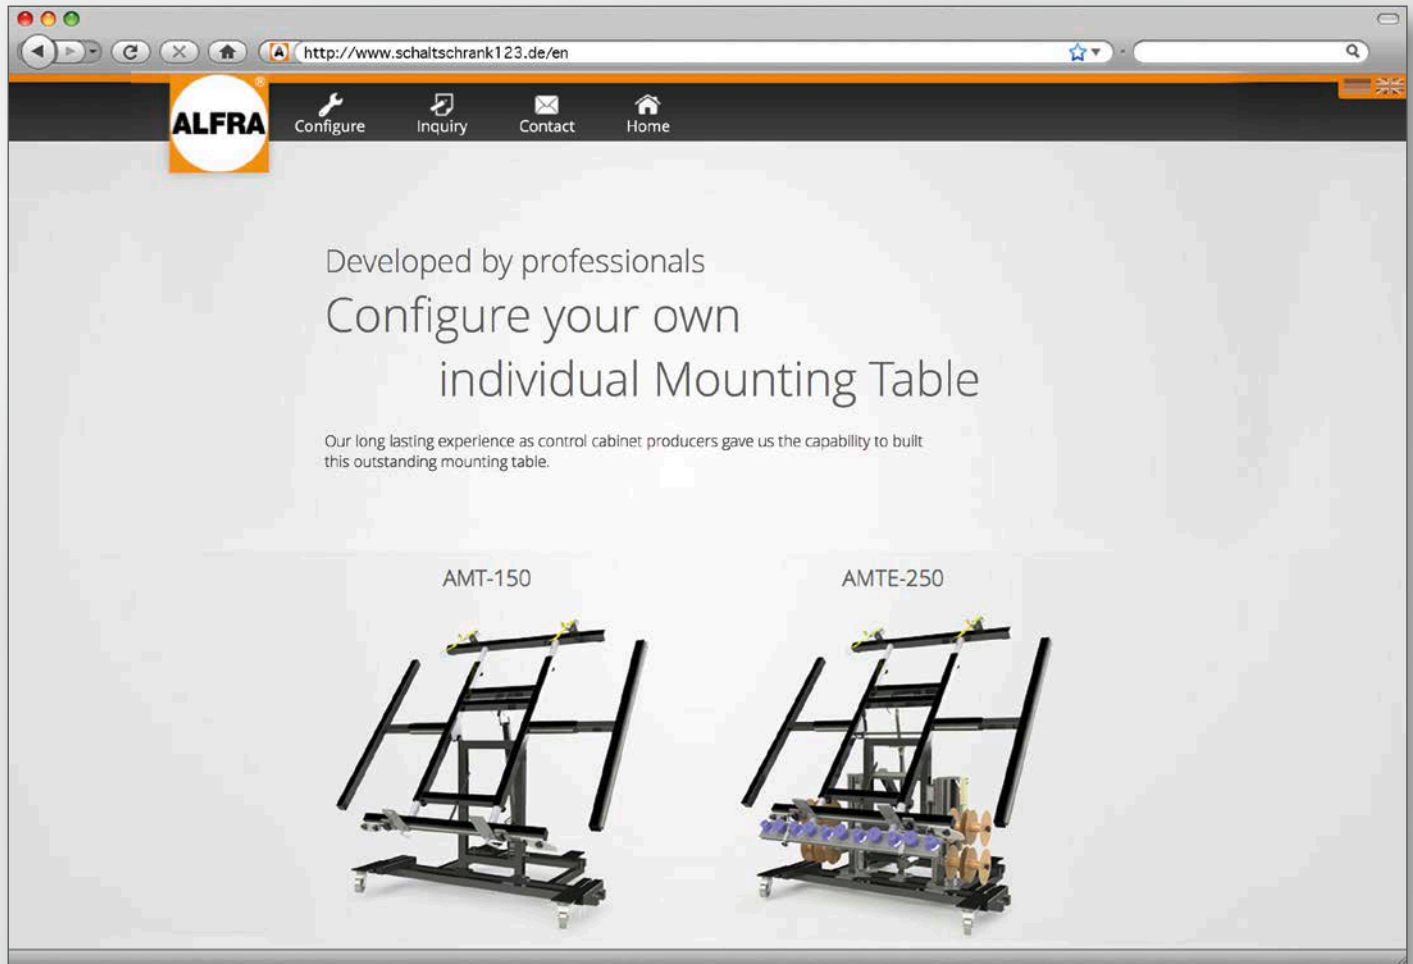 http://www.schaltschrank123.de/en
ALFRA
®
Configure
Inquiry
Contact
Home
Developed by professionals
Configure your own
individual Mounting Table
Our long lasting experience as control cabinet producers gave us the capability to built
this outstanding mounting table.
AMT-150
AMTE-250